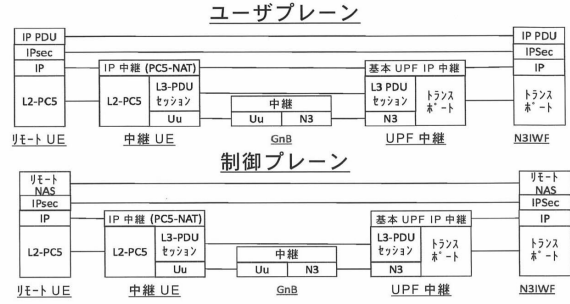 ユーザプレーン
IP PDU
IPsec
IP
L2-PC5
リモート UE
IP 中継 (PC5-NAT)
L2-PC5
L3-PDU
セッション
Uu
中継 UE
中継
Uu
N3
GnB
基本 UPF IP 中継
L3 PDU
セッション
N3
トランス
ポート
UPF 中継
IP PDU
IPSec
IP
トランス
ポート
N3IWF
制御プレーン
リモート
NAS
IPSec
IP
L2-PC5
リモート UE
IP 中継 (PC5-NAT)
L2-PC5
L3-PDU
セッション
Uu
中継 UE
中継
Uu
N3
GnB
基本 UPF IP 中継
L3-PDU
セッション
N3
トランス
ポート
UPF 中継
リモート
NAS
IPSec
IP
トランス
ポート
N3IWF